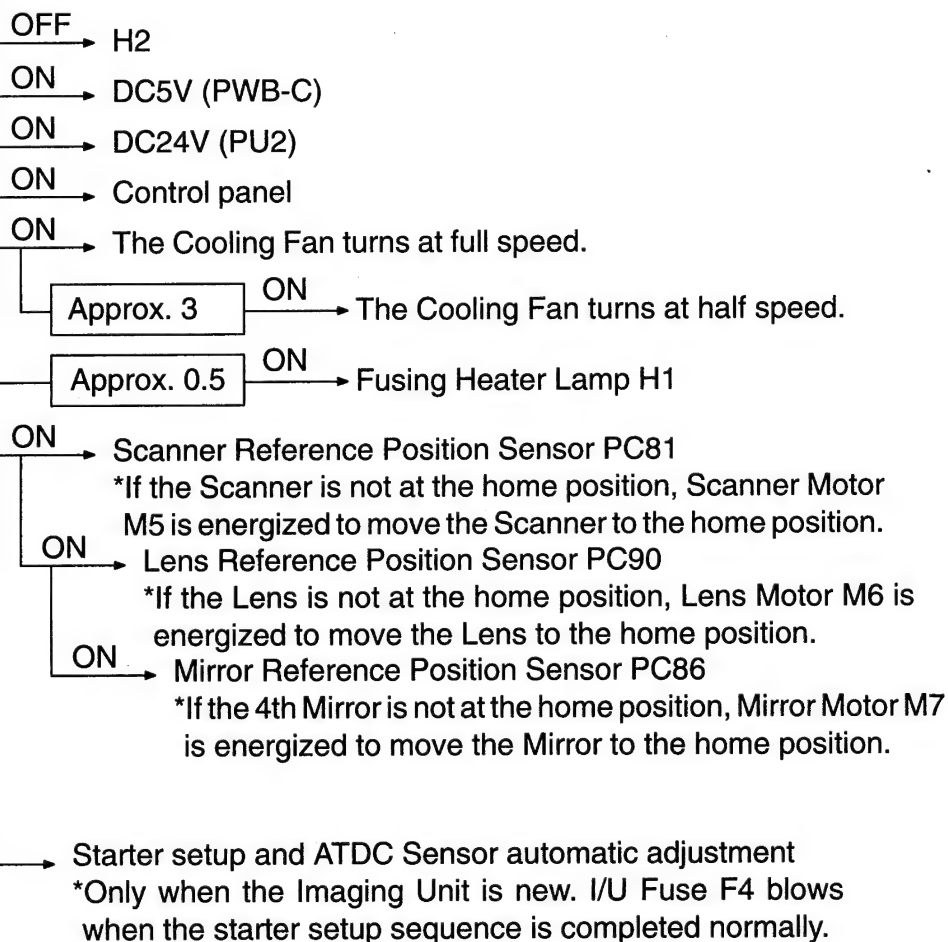 OFF H2
ON DC5V (PWB-C)
ON DC24V (PU2)
ON Control panel
ON The Cooling Fan turns at full speed.
Approx. 3 ON The Cooling Fan turns at half speed.
Approx. 0.5 ON Fusing Heater Lamp H1
ON Scanner Reference Position Sensor PC81
*If the Scanner is not at the home position, Scanner Motor
M5 is energized to move the Scanner to the home position.
ON Lens Reference Position Sensor PC90
*If the Lens is not at the home position, Lens Motor M6 is
energized to move the Lens to the home position.
ON Mirror Reference Position Sensor PC86
*If the 4th Mirror is not at the home position, Mirror Motor M7
is energized to move the Mirror to the home position.
Starter setup and ATDC Sensor automatic adjustment
*Only when the Imaging Unit is new. I/U Fuse F4 blows
when the starter setup sequence is completed normally.